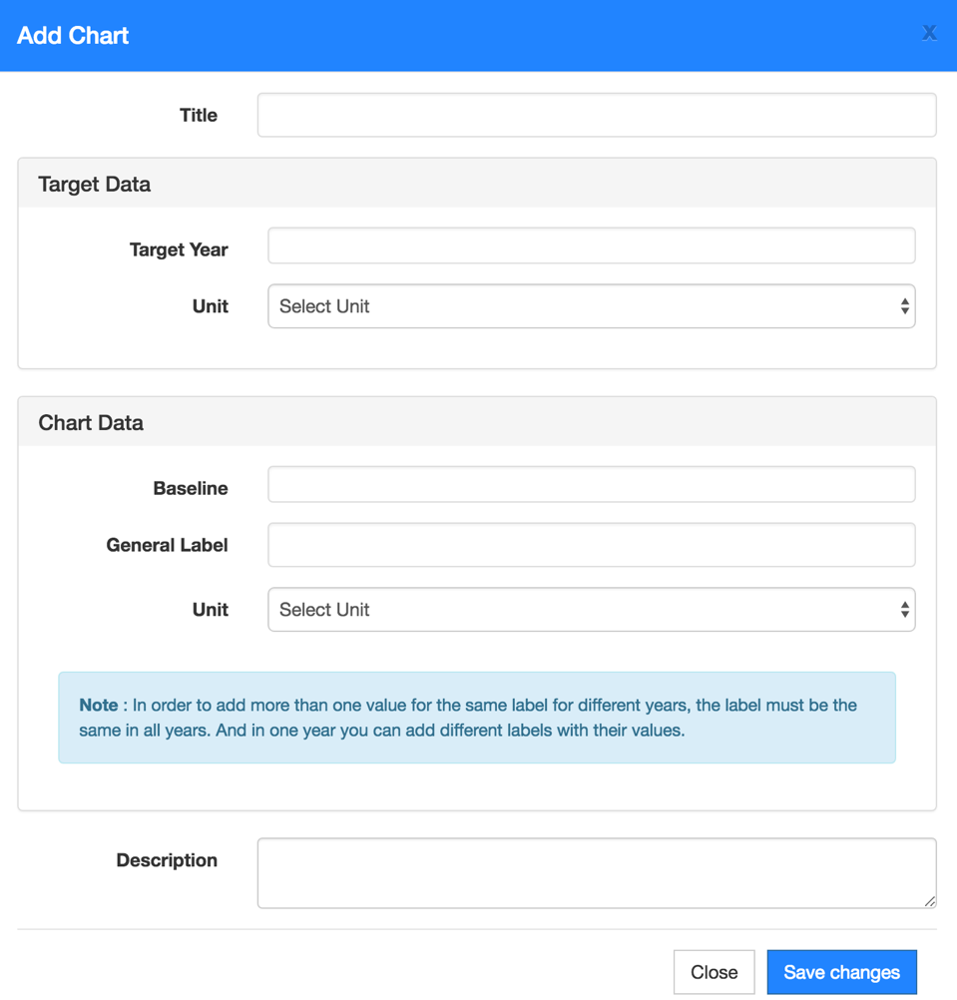 Add Chart
x
Title
Target Data
Target Year
Unit
Select Unit
Chart Data
Baseline
General Label
Unit
Select Unit
Note : In order to add more than one value for the same label for different years, the label must be the
same in all years. And in one year you can add different labels with their values.
Description
Close
Save changes